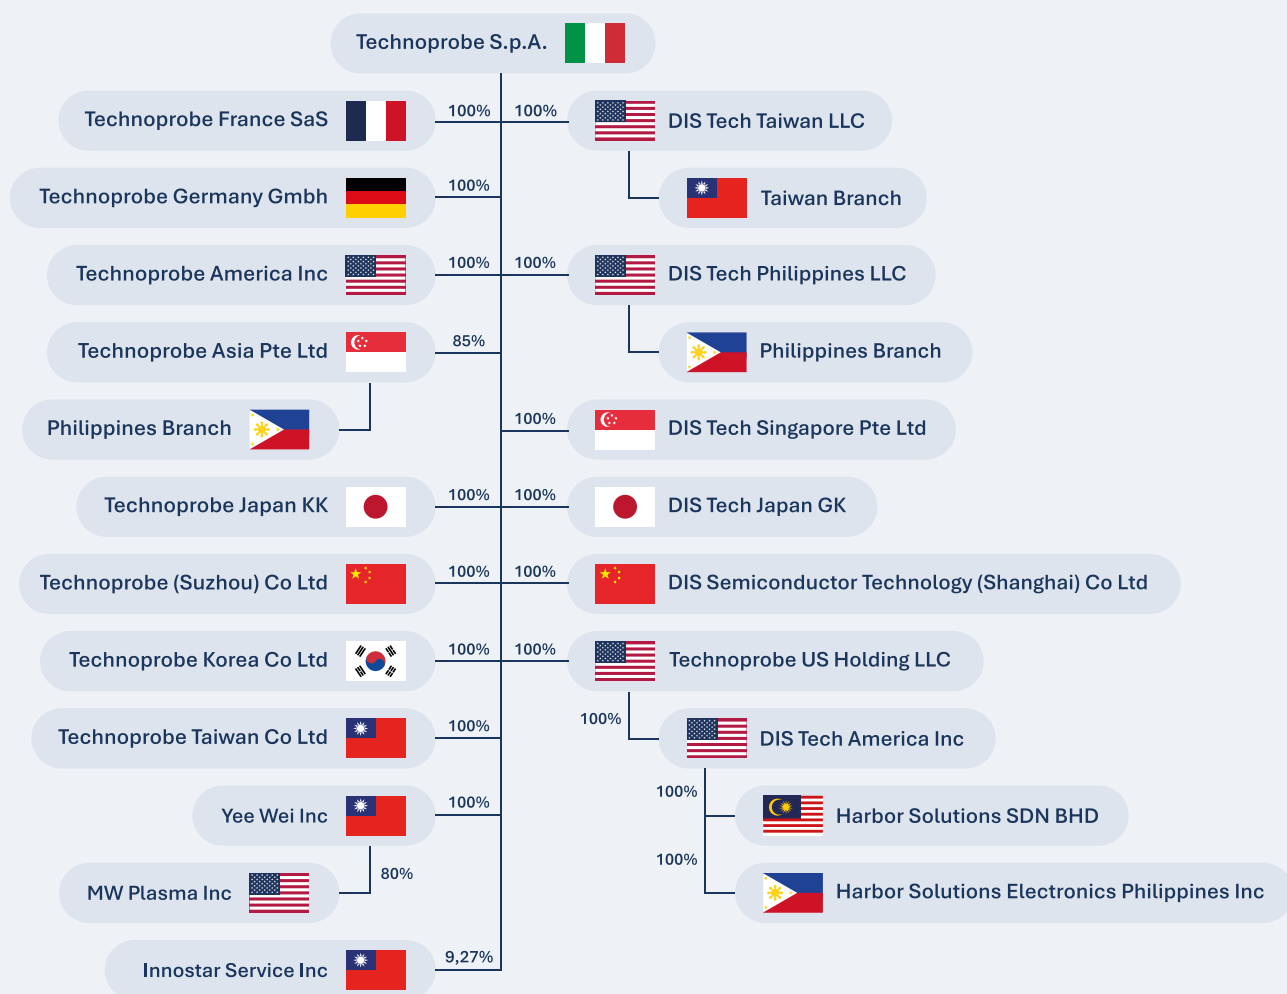 Technoprobe S.p.A.
Technoprobe France SaS
100%
100%
DIS Tech Taiwan LLC
Technoprobe Germany Gmbh
100%
Taiwan Branch
Technoprobe America Inc
100%
100%
DIS Tech Philippines LLC
Technoprobe Asia Pte Ltd
85%
Philippines Branch
Philippines Branch
100%
DIS Tech Singapore Pte Ltd
Technoprobe Japan KK
100%
100%
DIS Tech Japan GK
Technoprobe (Suzhou) Co Ltd
100%
100%
DIS Semiconductor Technology (Shanghai) Co Ltd
Technoprobe Korea Co Ltd
100%
100%
Technoprobe US Holding LLC
Technoprobe Taiwan Co Ltd
100%
100%
DIS Tech America Inc
Yee Wei Inc
100%
100%
Harbor Solutions SDN BHD
MW Plasma Inc
80%
100%
Harbor Solutions Electronics Philippines Inc
Innostar Service Inc
9,27%